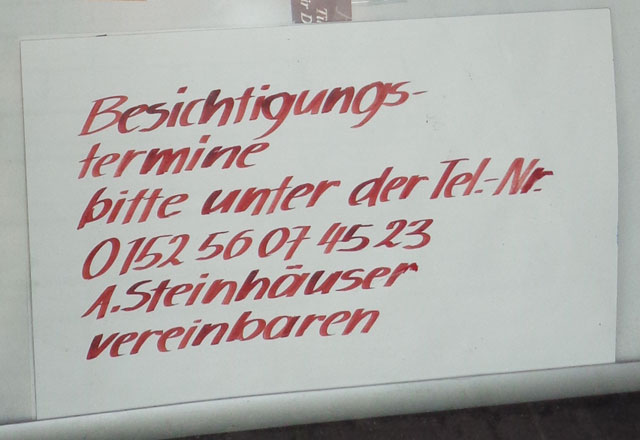 Besichtigungs-
termine
bitte unter der Tel.-Nr.
0152 56 07 45 23
A. Steinhäuser
vereinbaren